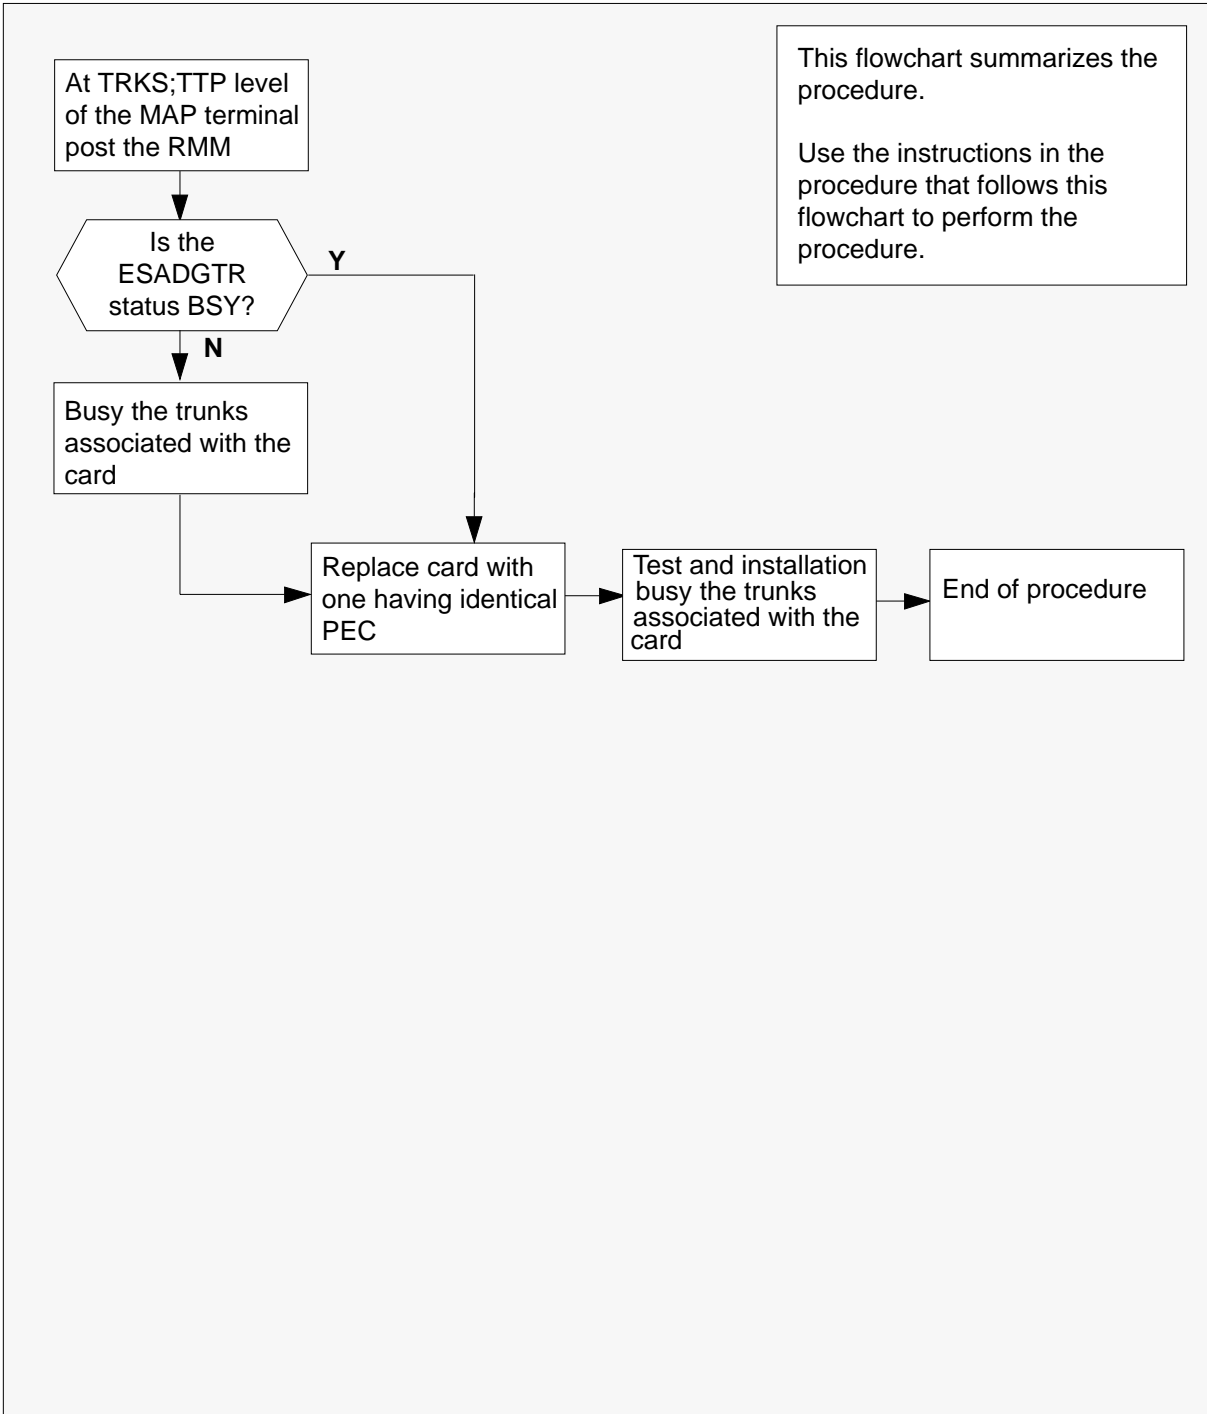 At TRKS;TTP level
of the MAP terminal
post the RMM
This flowchart summarizes the
procedure.
Use the instructions in the
procedure that follows this
flowchart to perform the
procedure.
Is the
ESADGTR
status BSY?
Y
N
Busy the trunks
associated with the
card
Replace card with
one having identical
PEC
Test and installation
busy the trunks
associated with the
card
End of procedure